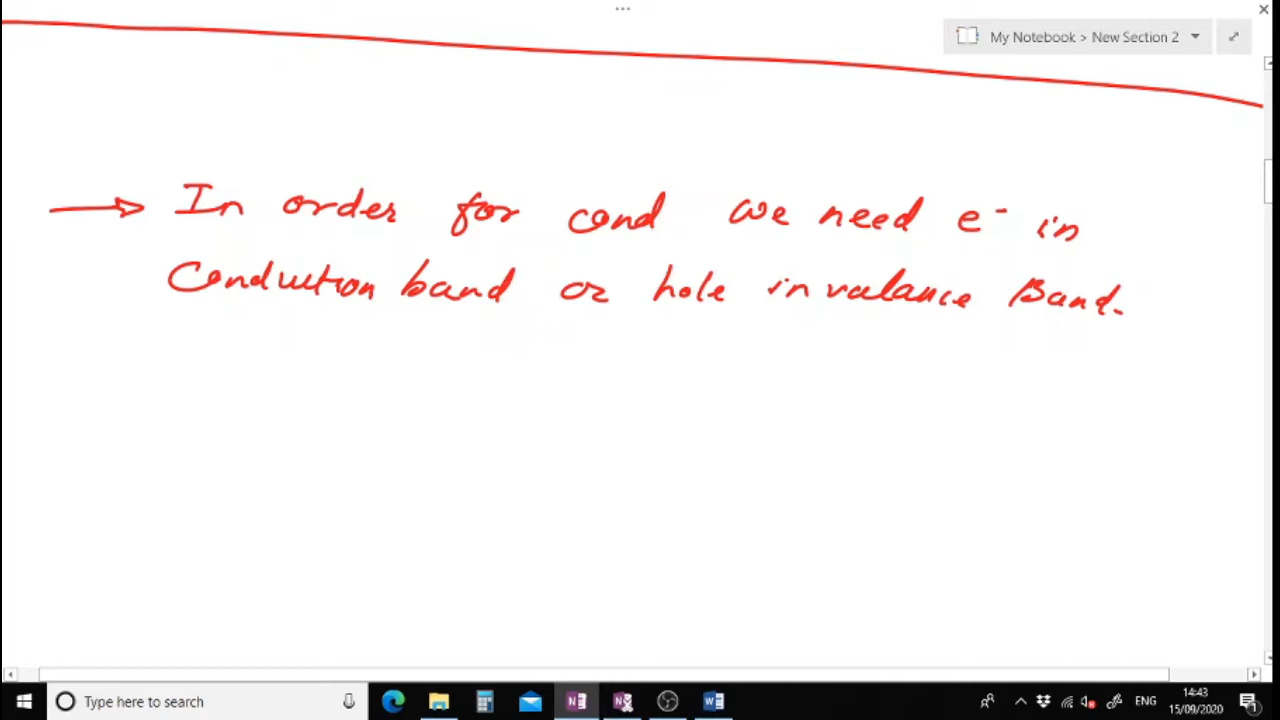 ...
My Notebook > New Section 2
→ In order for cond we need e⁻ in
Conduction band or hole in valance Band.
Type here to search
ENG
14:43
15/09/2020
1